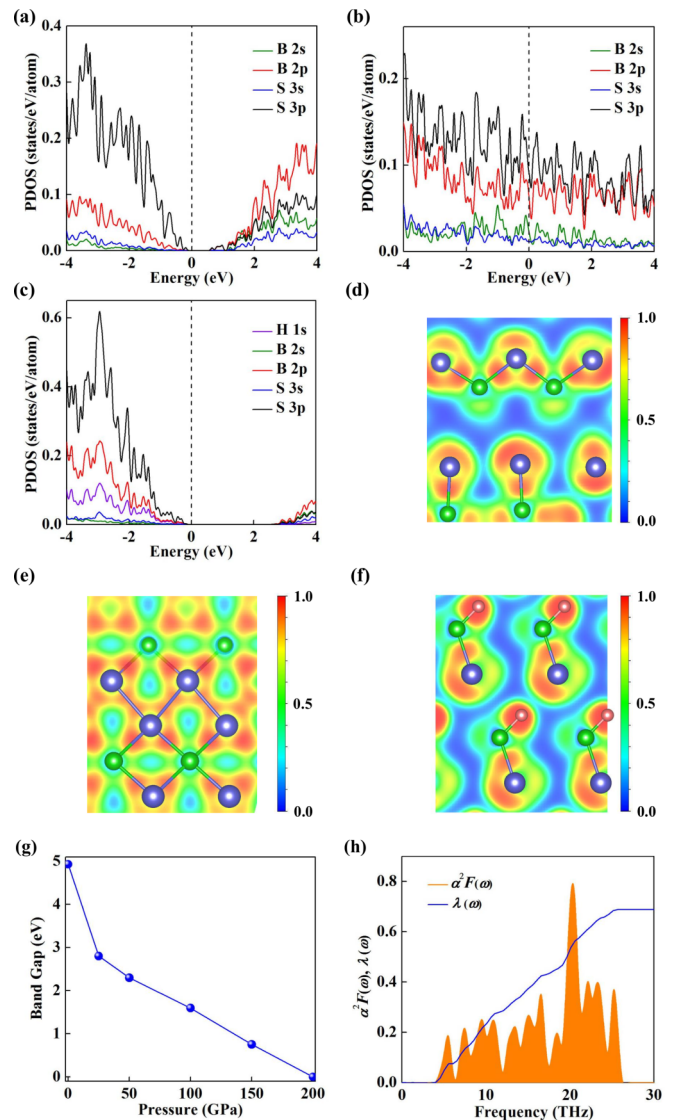 (a)
0.4
0.3
0.2
0.1
0.0
PDOS (states/eV/atom)
B 2s
B 2p
S 3s
S 3p
-4 -2 0 2 4
Energy (eV)
(b)
0.2
0.1
0.0
PDOS (states/eV/atom)
B 2s
B 2p
S 3s
S 3p
-4 -2 0 2 4
Energy (eV)
(c)
0.6
0.4
0.2
0.0
PDOS (states/eV/atom)
H 1s
B 2s
B 2p
S 3s
S 3p
-4 -2 0 2 4
Energy (eV)
(d)
1.0
0.5
0.0
(e)
1.0
0.5
0.0
(f)
1.0
0.5
0.0
(g)
5
4
3
2
1
0
Band Gap (eV)
0 50 100 150 200
Pressure (GPa)
(h)
0.8
0.6
0.4
0.2
0.0
α²F(ω), λ(ω)
α²F(ω)
λ(ω)
0 10 20 30
Frequency (THz)